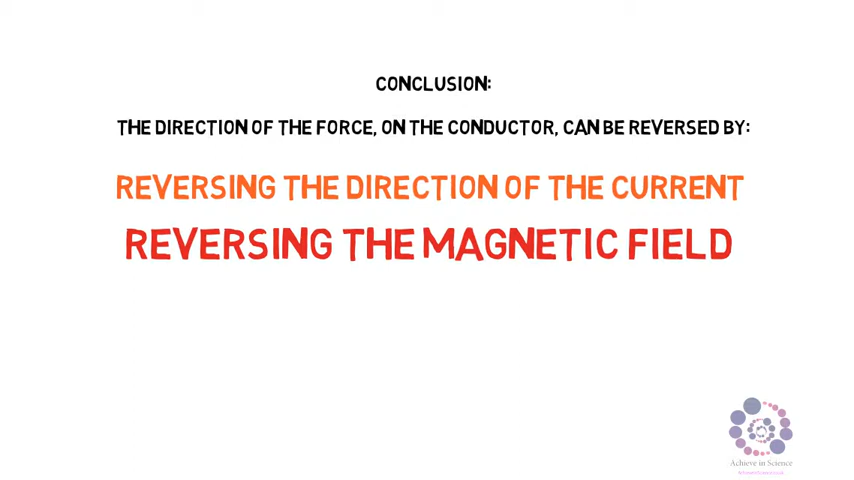 CONCLUSION:
THE DIRECTION OF THE FORCE, ON THE CONDUCTOR, CAN BE REVERSED BY:
REVERSING THE DIRECTION OF THE CURRENT
REVERSING THE MAGNETIC FIELD
Achieve in Science